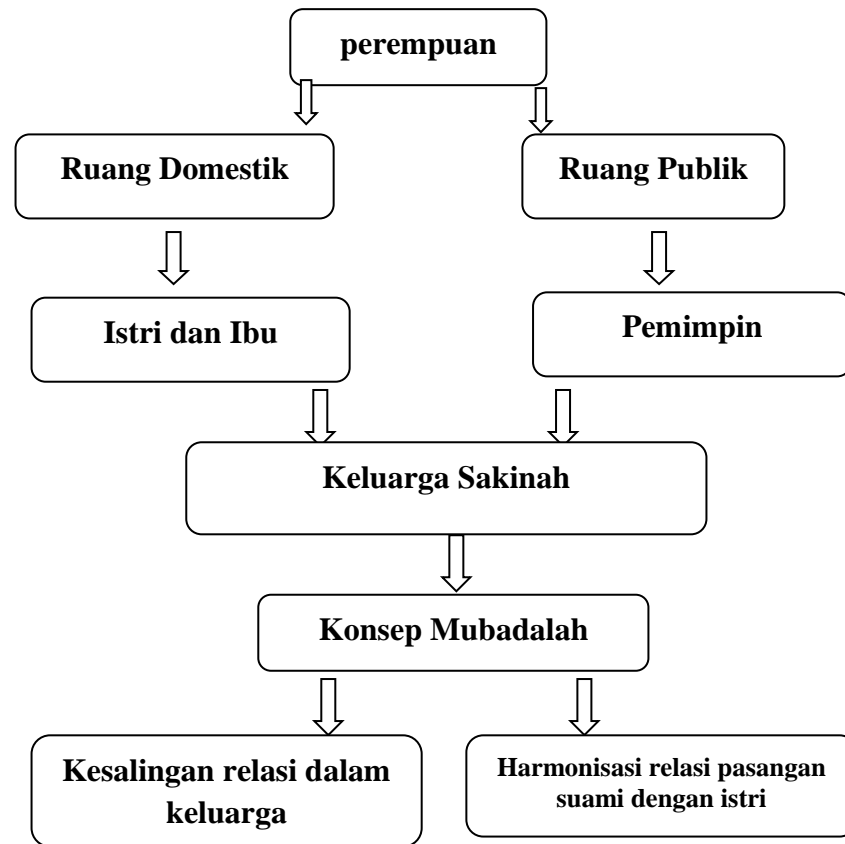 perempuan
Ruang Domestik
Ruang Publik
Istri dan Ibu
Pemimpin
Keluarga Sakinah
Konsep Mubadalah
Kesalingan relasi dalam
keluarga
Harmonisasi relasi pasangan
suami dengan istri